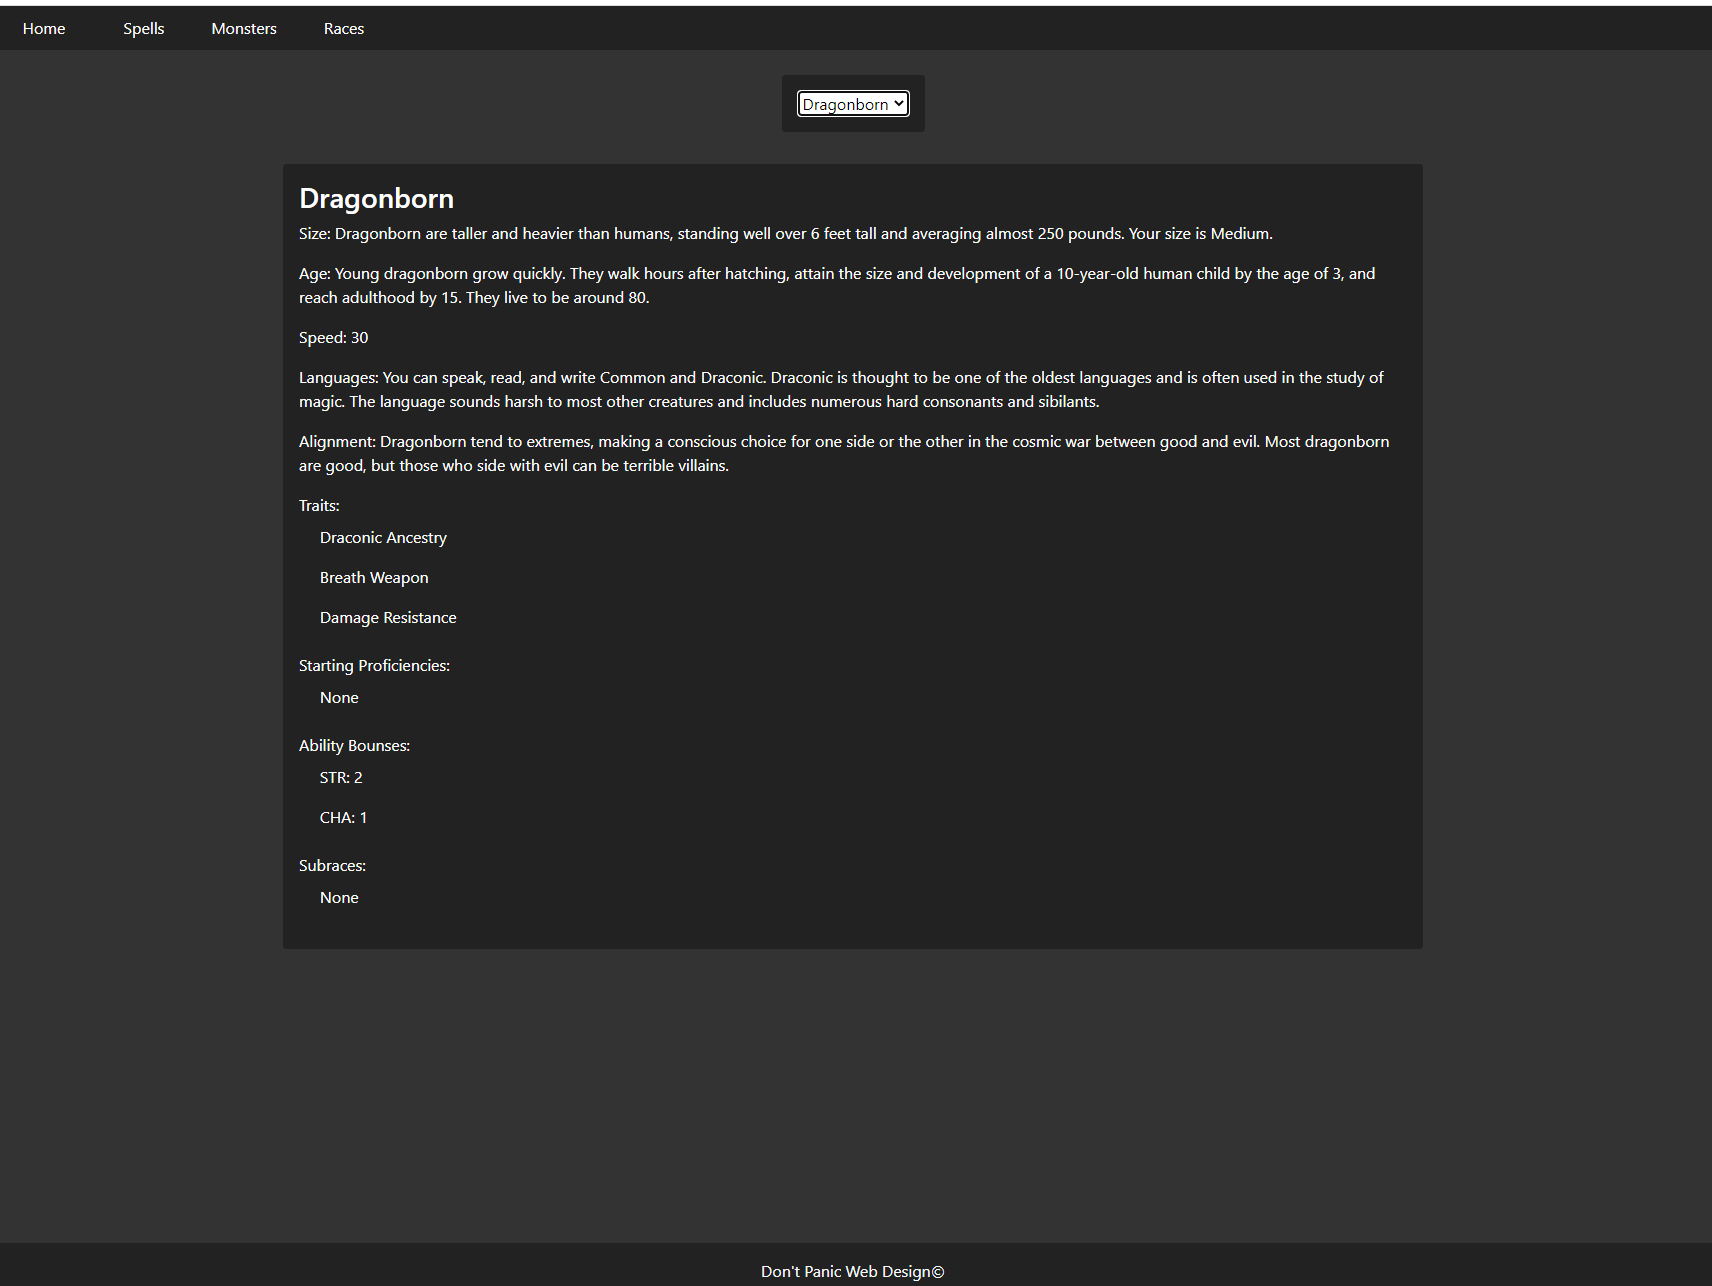 Home Spells Monsters Races
Dragonborn
Dragonborn
Size: Dragonborn are taller and heavier than humans, standing well over 6 feet tall and averaging almost 250 pounds. Your size is Medium.
Age: Young dragonborn grow quickly. They walk hours after hatching, attain the size and development of a 10-year-old human child by the age of 3, and
reach adulthood by 15. They live to be around 80.
Speed: 30
Languages: You can speak, read, and write Common and Draconic. Draconic is thought to be one of the oldest languages and is often used in the study of
magic. The language sounds harsh to most other creatures and includes numerous hard consonants and sibilants.
Alignment: Dragonborn tend to extremes, making a conscious choice for one side or the other in the cosmic war between good and evil. Most dragonborn
are good, but those who side with evil can be terrible villains.
Traits:
Draconic Ancestry
Breath Weapon
Damage Resistance
Starting Proficiencies:
None
Ability Bounses:
STR: 2
CHA: 1
Subraces:
None
Don't Panic Web Design©